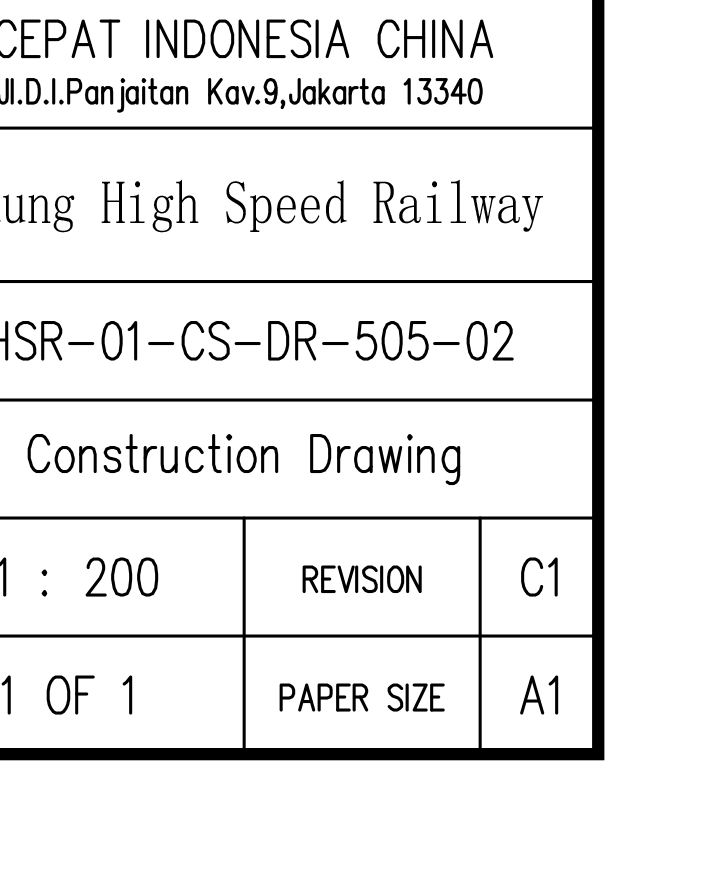 CEPAT INDONESIA CHINA
Jl.D.I.Panjaitan Kav.9,Jakarta 13340
ung High Speed Railway
HSR-01-CS-DR-505-02
Construction Drawing
1 : 200 REVISION C1
1 OF 1 PAPER SIZE A1